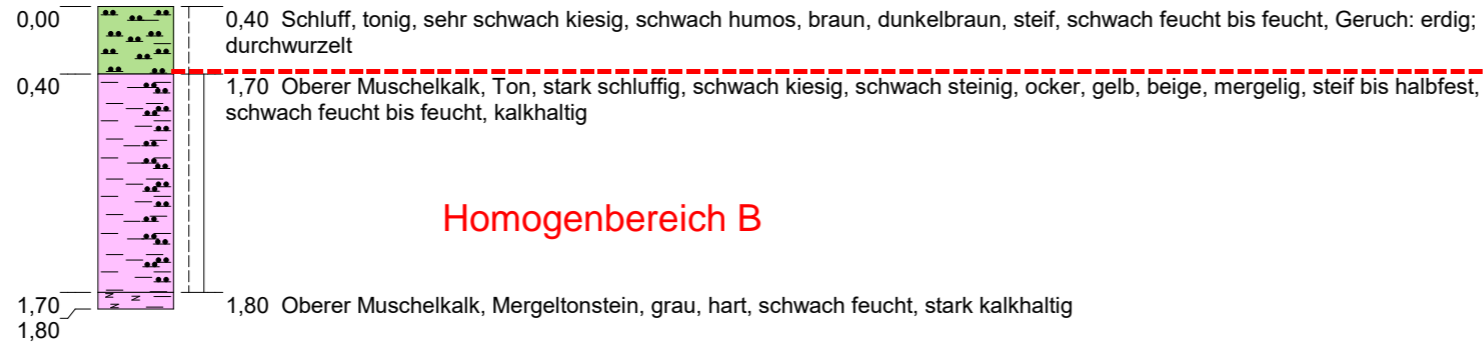 0,00
0,40 Schluff, tonig, sehr schwach kiesig, schwach humos, braun, dunkelbraun, steif, schwach feucht bis feucht, Geruch: erdig;
durchwurzelt
0,40
1,70 Oberer Muschelkalk, Ton, stark schluffig, schwach kiesig, schwach steinig, ocker, gelb, beige, mergelig, steif bis halbfest,
schwach feucht bis feucht, kalkhaltig
Homogenbereich B
1,70
1,80 Oberer Muschelkalk, Mergeltonstein, grau, hart, schwach feucht, stark kalkhaltig
1,80